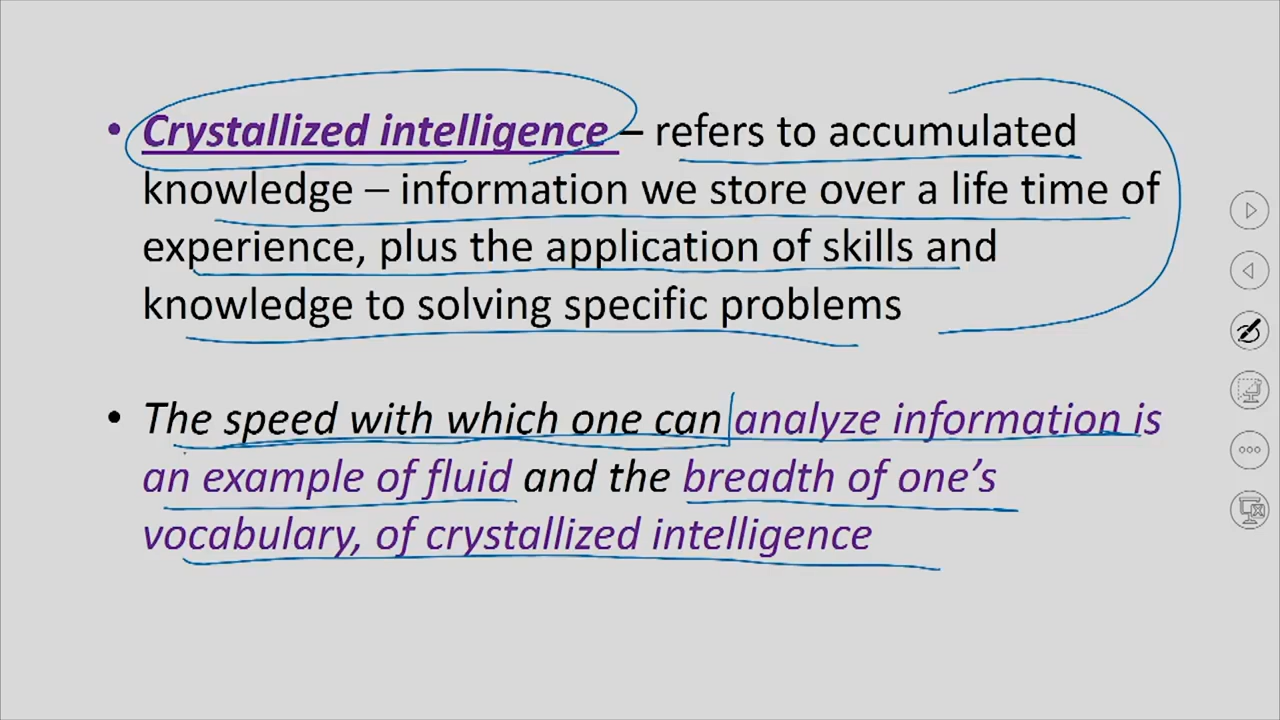 • Crystallized intelligence – refers to accumulated
knowledge – information we store over a life time of
experience, plus the application of skills and
knowledge to solving specific problems
• The speed with which one can analyze information is
an example of fluid and the breadth of one's
vocabulary, of crystallized intelligence